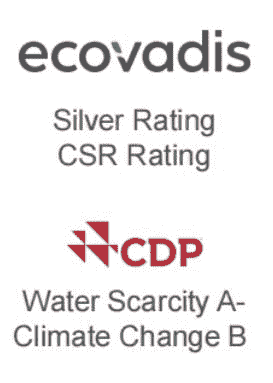 ecovadis
Silver Rating
CSR Rating
CDP
Water Scarcity A-
Climate Change B